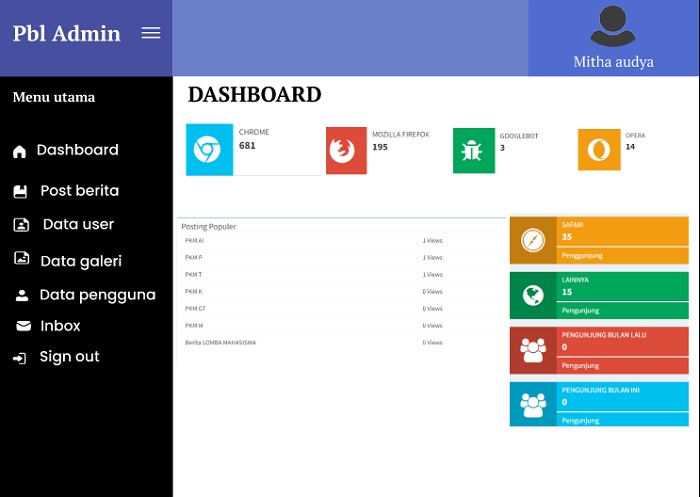 Pbl Admin
Mitha audya
Menu utama
Dashboard
Post berita
Data user
Data galeri
Data pengguna
Inbox
Sign out
DASHBOARD
CHROME
681
MOZILLA FIREFOX
195
GOOGLEBOT
3
OPERA
14
Posting Populer
PKM AI 1 Views
PKM P 1 Views
PKM T 1 Views
PKM K 0 Views
PKM GT 0 Views
PKM M 0 Views
Berita LOMBA MAHASISWA 0 Views
SAFARI
35
Penggunjung
LAINNYA
15
Pengunjung
PENGUNJUNG BULAN LALU
0
Pengunjung
PENGUNJUNG BULAN INI
0
Pengunjung